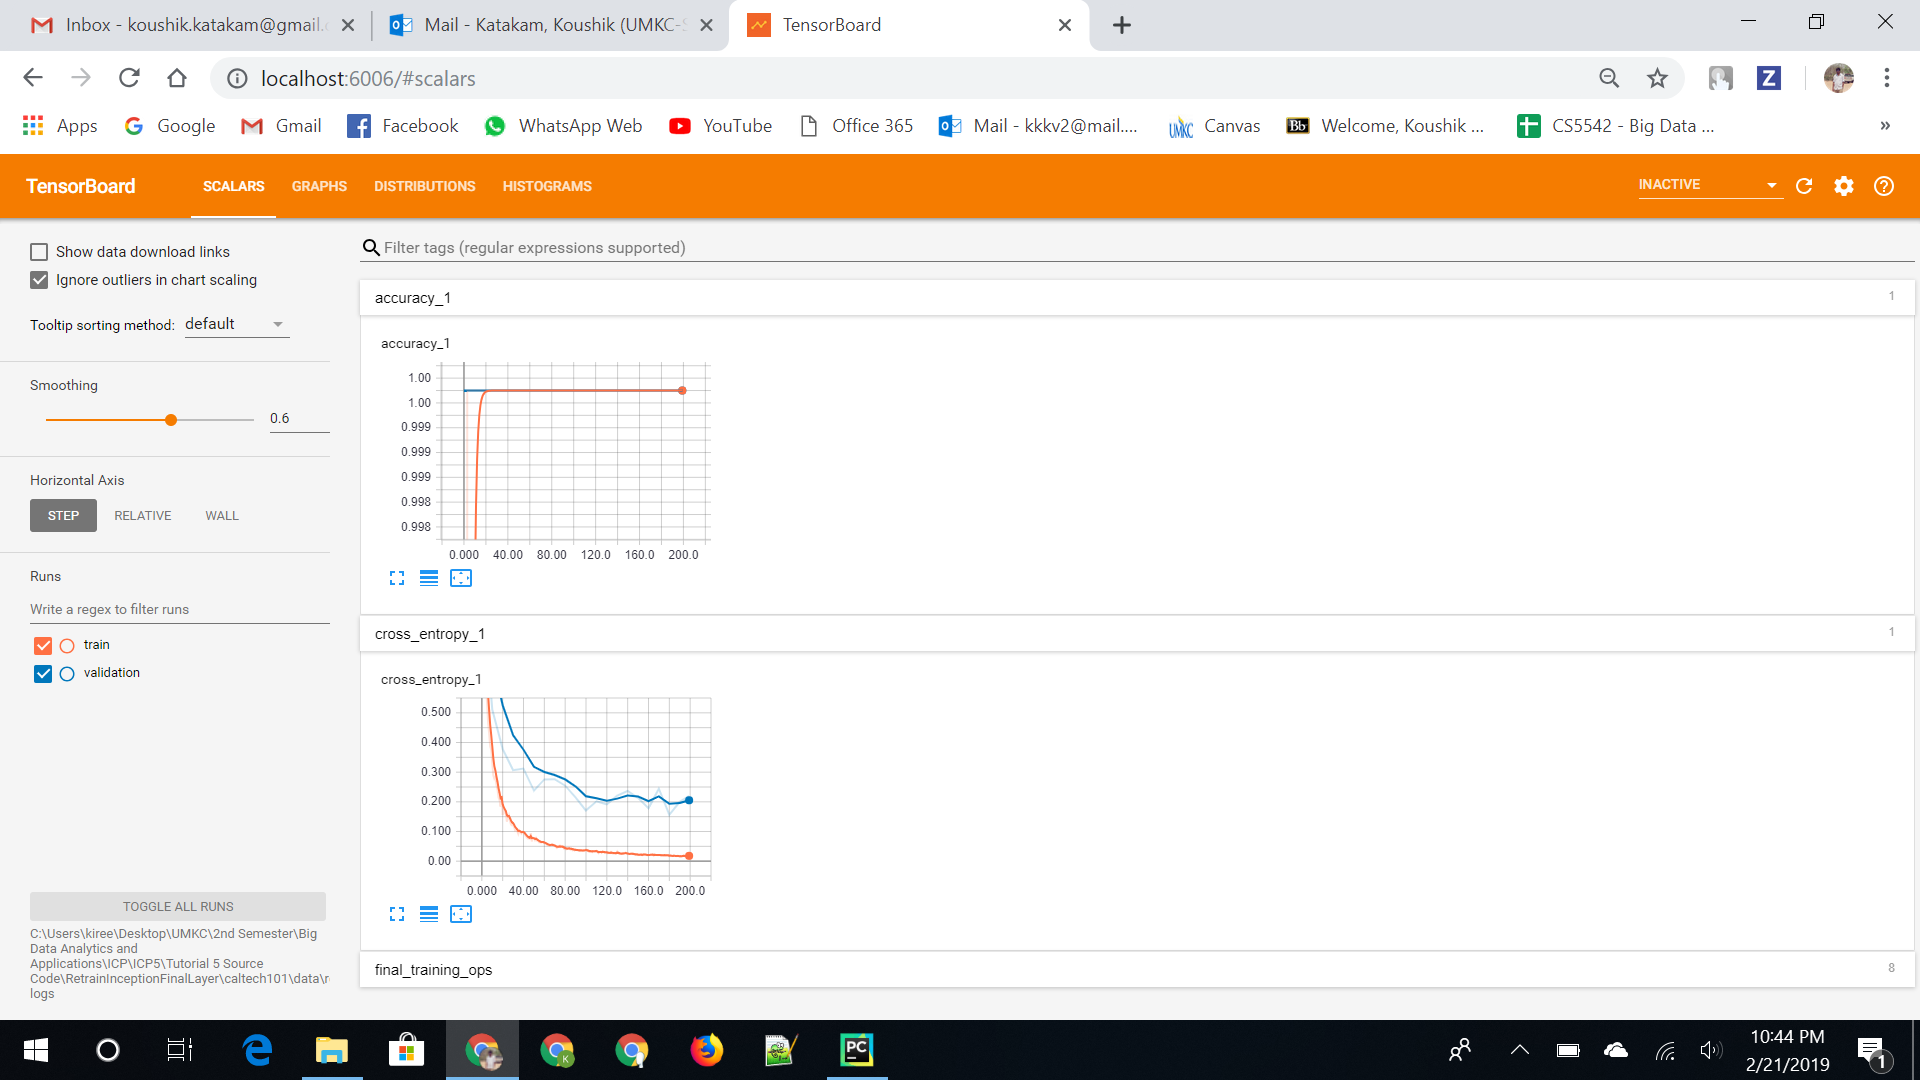 Inbox - koushik.katakam@gmail.c
Mail - Katakam, Koushik (UMKC-S
TensorBoard
localhost:6006/#scalars
Apps
Google
Gmail
Facebook
WhatsApp Web
YouTube
Office 365
Mail - kkkv2@mail....
UMKC
Canvas
Bb
Welcome, Koushik ...
CS5542 - Big Data ...
»
TensorBoard
SCALARS
GRAPHS
DISTRIBUTIONS
HISTOGRAMS
INACTIVE
Show data download links
Ignore outliers in chart scaling
Tooltip sorting method: default
Smoothing
0.6
Horizontal Axis
STEP
RELATIVE
WALL
Runs
Write a regex to filter runs
train
validation
TOGGLE ALL RUNS
C:\Users\kiree\Desktop\UMKC\2nd Semester\Big
Data Analytics and
Applications\ICP\ICP5\Tutorial 5 Source
Code\RetrainInceptionFinalLayer\caltech101\data\r
logs
Filter tags (regular expressions supported)
accuracy_1
1
accuracy_1
1.00
1.00
0.999
0.999
0.999
0.998
0.998
0.000 40.00 80.00 120.0 160.0 200.0
cross_entropy_1
1
cross_entropy_1
0.500
0.400
0.300
0.200
0.100
0.00
0.000 40.00 80.00 120.0 160.0 200.0
final_training_ops
8
Z
K
PC
10:44 PM
2/21/2019
1